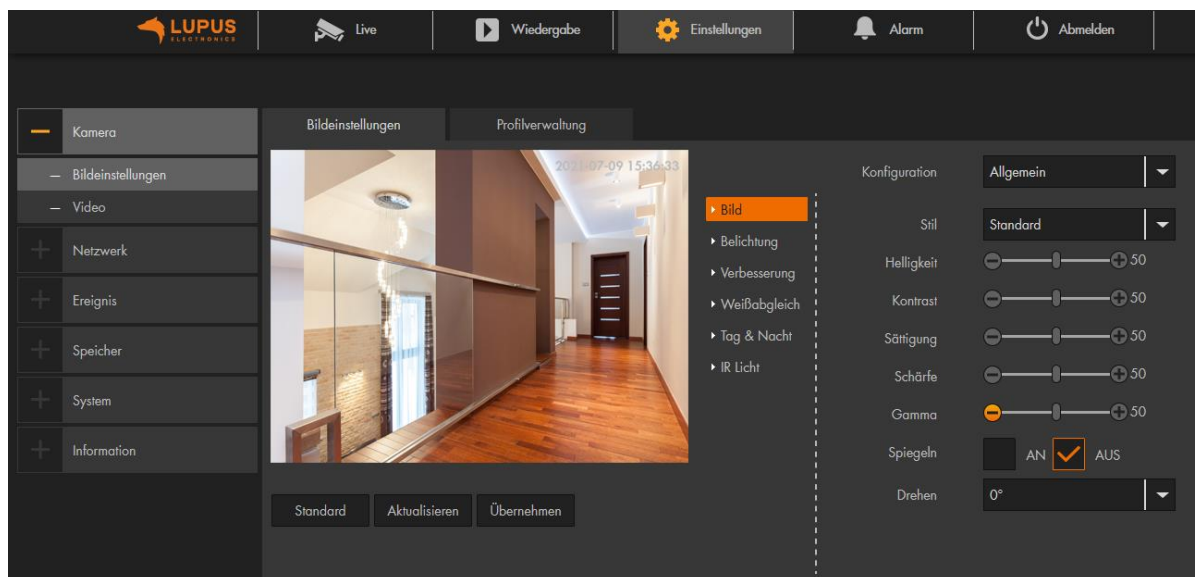 LUPUS
ELECTRONICS
Live
Wiedergabe
Einstellungen
Alarm
Abmelden
Kamera
Bildeinstellungen
Video
Netzwerk
Ereignis
Speicher
System
Information
Bildeinstellungen
Profilverwaltung
2021-07-09 15:36:33
Standard
Aktualisieren
Übernehmen
Bild
Belichtung
Verbesserung
Weißabgleich
Tag & Nacht
IR Licht
Konfiguration Allgemein
Stil Standard
Helligkeit 50
Kontrast 50
Sättigung 50
Schärfe 50
Gamma 50
Spiegeln AN AUS
Drehen 0°